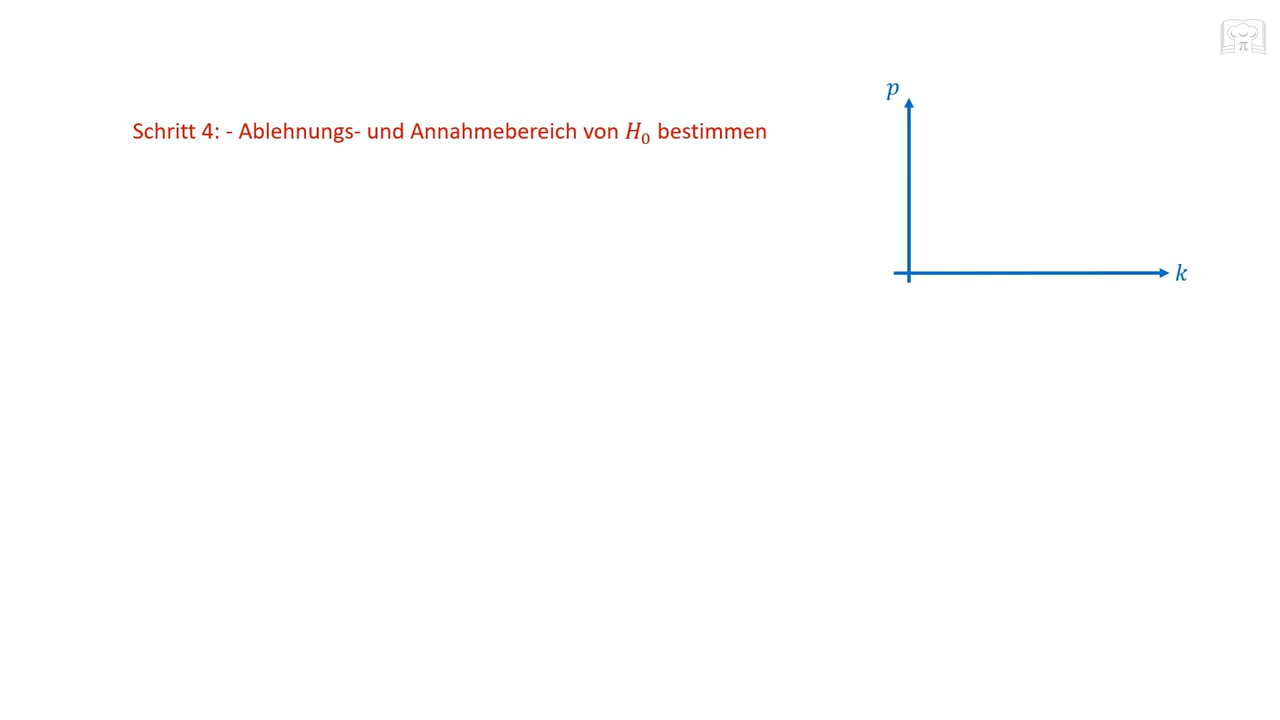 p
Schritt 4: - Ablehnungs- und Annahmebereich von H₀ bestimmen
k
π